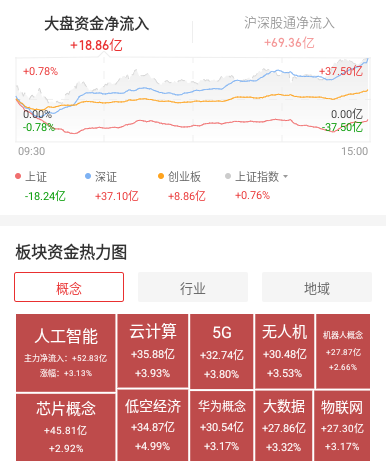 大盘资金净流入
沪深股通净流入
+18.86亿
+69.36亿
+0.78%
+37.50亿
0.00%
0.00亿
-0.78%
-37.50亿
09:30
15:00
上证
深证
创业板
上证指数
-18.24亿
+37.10亿
+8.86亿
+0.76%
板块资金热力图
概念
行业
地域
人工智能
主力净流入：+52.83亿
涨幅：+3.13%
云计算
+35.88亿
+3.93%
5G
+32.74亿
+3.80%
无人机
+30.48亿
+3.53%
机器人概念
+27.87亿
+2.66%
芯片概念
+45.81亿
+2.92%
低空经济
+34.87亿
+4.99%
华为概念
+30.54亿
+3.17%
大数据
+27.86亿
+3.32%
物联网
+27.30亿
+3.17%